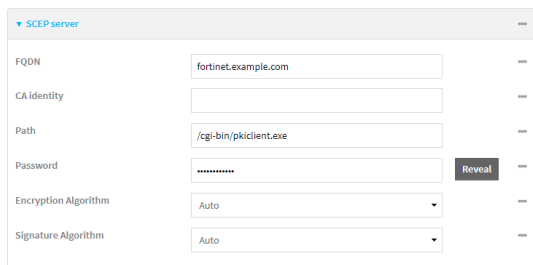 SCEP server
FQDN
fortinet.example.com
CA identity
Path
/cgi-bin/pkiclient.exe
Password
••••••••••••
Reveal
Encryption Algorithm
Auto
Signature Algorithm
Auto